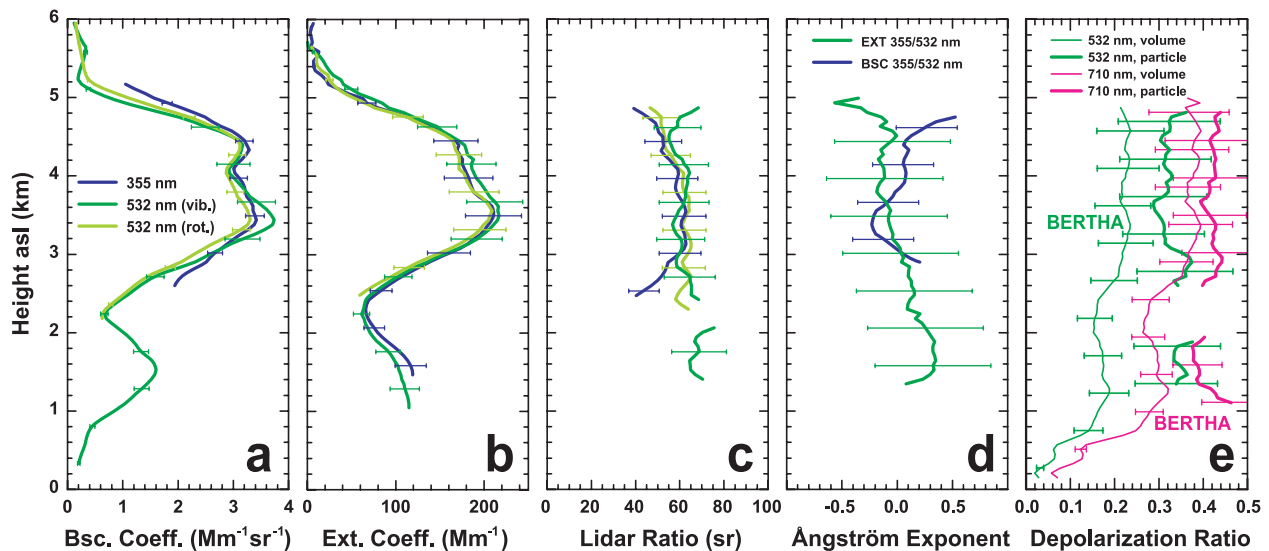 Height asl (km)
6
5
4
3
2
1
0
355 nm
532 nm (vib.)
532 nm (rot.)
a
0 1 2 3 4
Bsc. Coeff. (Mm⁻¹sr⁻¹)
b
0 100 200
Ext. Coeff. (Mm⁻¹)
c
0 20 40 60 80 100
Lidar Ratio (sr)
EXT 355/532 nm
BSC 355/532 nm
d
-0.5 0.0 0.5
Ångström Exponent
532 nm, volume
532 nm, particle
710 nm, volume
710 nm, particle
BERTHA
BERTHA
e
0.0 0.1 0.2 0.3 0.4 0.5
Depolarization Ratio